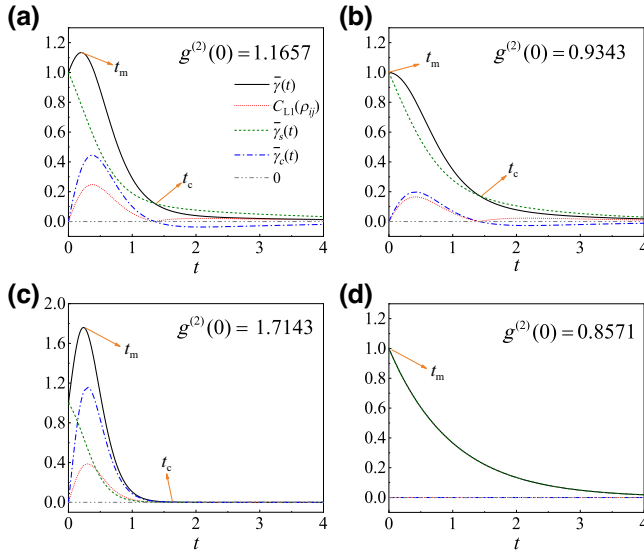 (a)
g^{(2)}(0) = 1.1657
t_m
t_c
γ̄(t)
C_{L1}(ρ_{ij})
γ̄_s(t)
γ̄_c(t)
0
1.2
1.0
0.8
0.6
0.4
0.2
0.0
0 1 2 3 4
t
(b)
g^{(2)}(0) = 0.9343
t_m
t_c
1.2
1.0
0.8
0.6
0.4
0.2
0.0
0 1 2 3 4
t
(c)
g^{(2)}(0) = 1.7143
t_m
t_c
2.0
1.6
1.2
0.8
0.4
0.0
0 1 2 3 4
t
(d)
g^{(2)}(0) = 0.8571
t_m
1.2
1.0
0.8
0.6
0.4
0.2
0.0
0 1 2 3 4
t